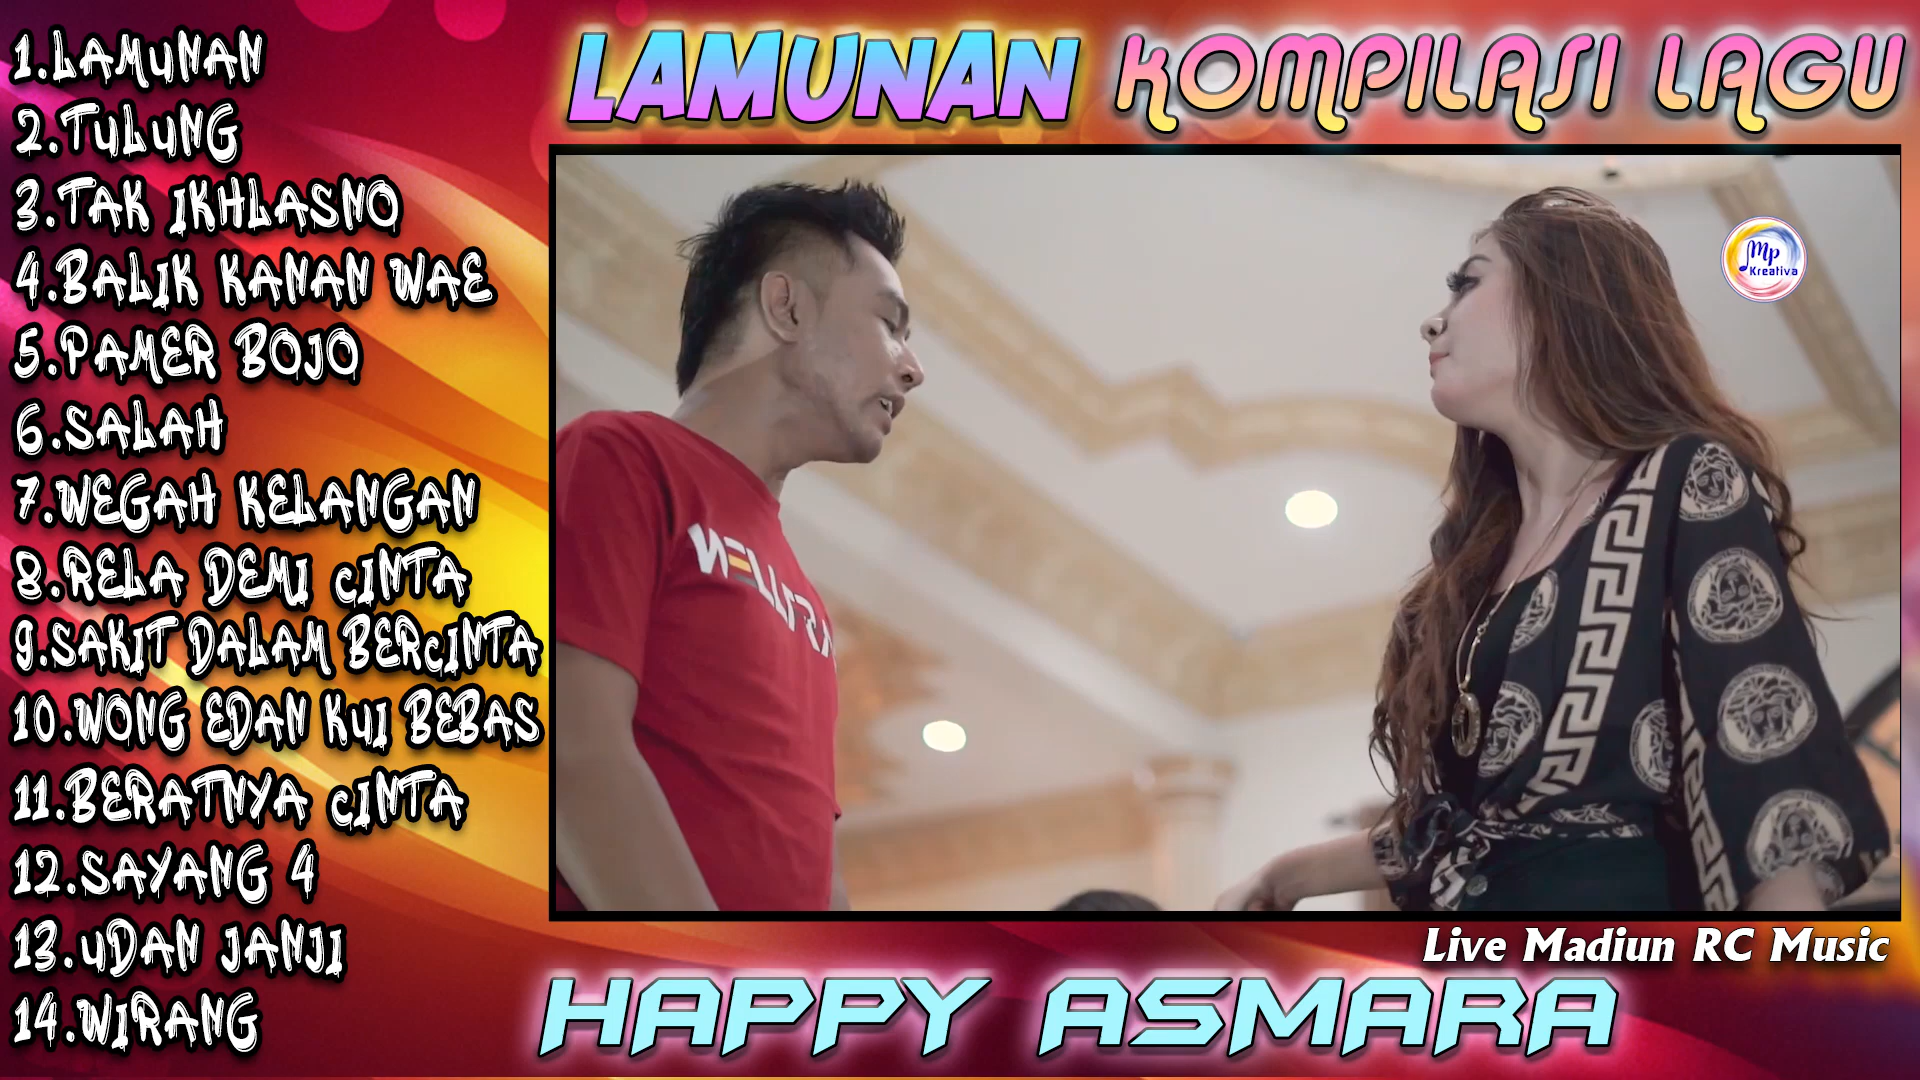 LAMUNAN KOMPILASI LAGU
1.LAMUNAN
2.TULUNG
3.TAK IKHLASNO
4.BALIK KANAN WAE
5.PAMER BOJO
6.SALAH
7.WEGAH KELANGAN
8.RELA DEMI CINTA
9.SAKIT DALAM BERCINTA
10.WONG EDAN KUI BEBAS
11.BERATNYA CINTA
12.SAYANG 4
13.UDAN JANJI
14.WIRANG
Mp
Kreativa
Live Madiun RC Music
HAPPY ASMARA